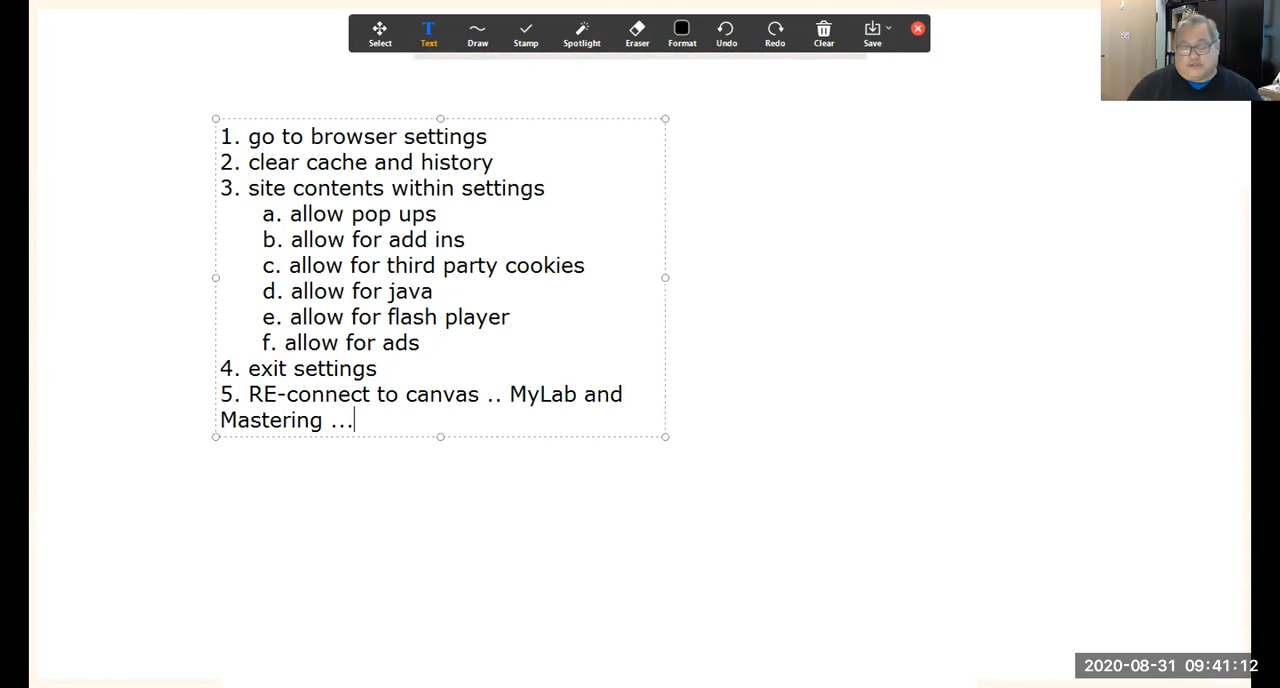 Select Text Draw Stamp Spotlight Eraser Format Undo Redo Clear Save
1. go to browser settings
2. clear cache and history
3. site contents within settings
a. allow pop ups
b. allow for add ins
c. allow for third party cookies
d. allow for java
e. allow for flash player
f. allow for ads
4. exit settings
5. RE-connect to canvas .. MyLab and
Mastering ...
2020-08-31 09:41:12